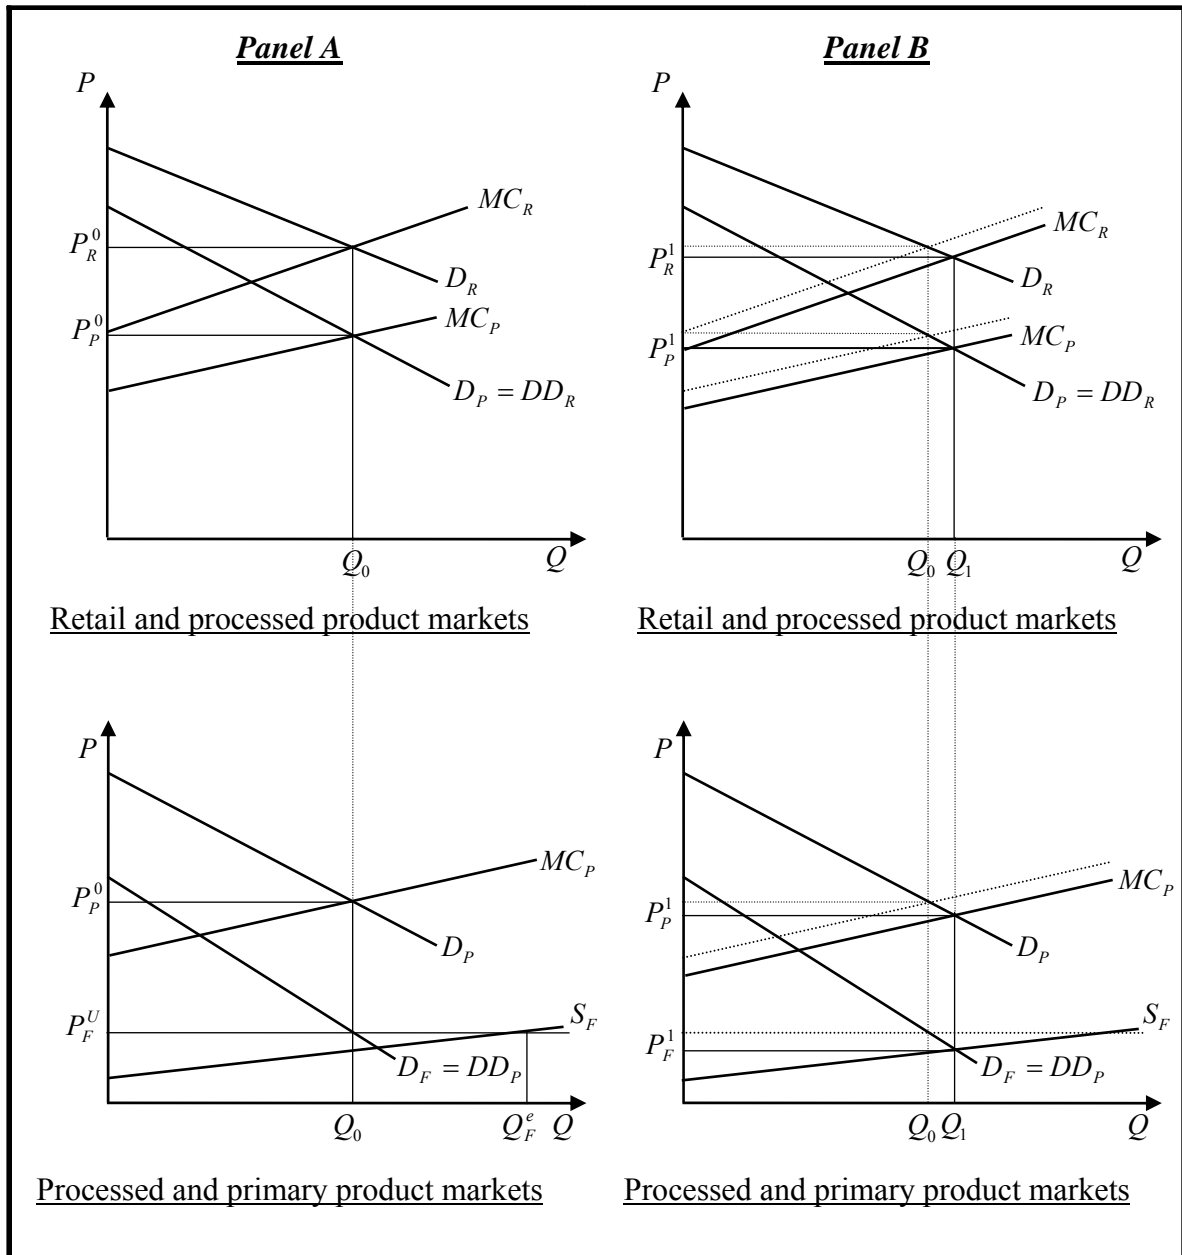 Panel A
P
MC_R
P_R^0
D_R
P_P^0
MC_P
D_P = DD_R
Q_0
Q
Retail and processed product markets
P
MC_P
P_P^0
D_P
P_F^U
S_F
D_F = DD_P
Q_0
Q_F^e
Q
Processed and primary product markets
Panel B
P
MC_R
P_R^1
D_R
P_P^1
MC_P
D_P = DD_R
Q_0
Q_1
Q
Retail and processed product markets
P
MC_P
P_P^1
D_P
S_F
P_F^1
D_F = DD_P
Q_0
Q_1
Q
Processed and primary product markets